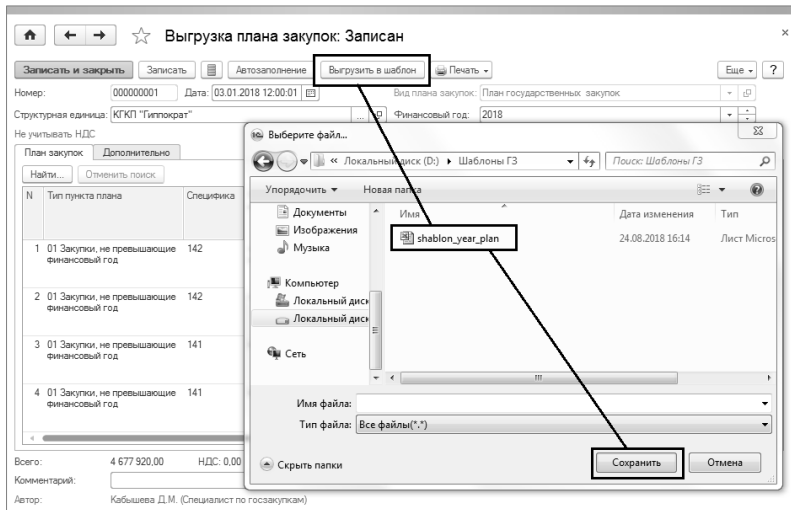 Выгрузка плана закупок: Записан
Записать и закрыть Записать Автозаполнение Выгрузить в шаблон Печать Еще ?
Номер: 000000001 Дата: 03.01.2018 12:00:01 Вид плана закупок: План государственных закупок
Структурная единица: КГКП "Гиппократ" Финансовый год: 2018
Не учитывать НДС
План закупок Дополнительно
Найти... Отменить поиск
N Тип пункта плана Специфика
1 01 Закупки, не превышающие финансовый год 142
2 01 Закупки, не превышающие финансовый год 142
3 01 Закупки, не превышающие финансовый год 141
4 01 Закупки, не превышающие финансовый год 141
Всего: 4 677 920,00 НДС: 0,00
Комментарий:
Автор: Кабышева Д.М. (Специалист по госзакупкам)
Выберите файл...
« Локальный диск (D:) Шаблоны ГЗ Поиск: Шаблоны ГЗ
Упорядочить Новая папка
Документы
Изображения
Музыка
Компьютер
Локальный диск
Локальный диск
Сеть
Имя Дата изменения Тип
shablon_year_plan 24.08.2018 16:14 Лист Micros
Имя файла:
Тип файла: Все файлы(*.*)
Скрыть папки Сохранить Отмена